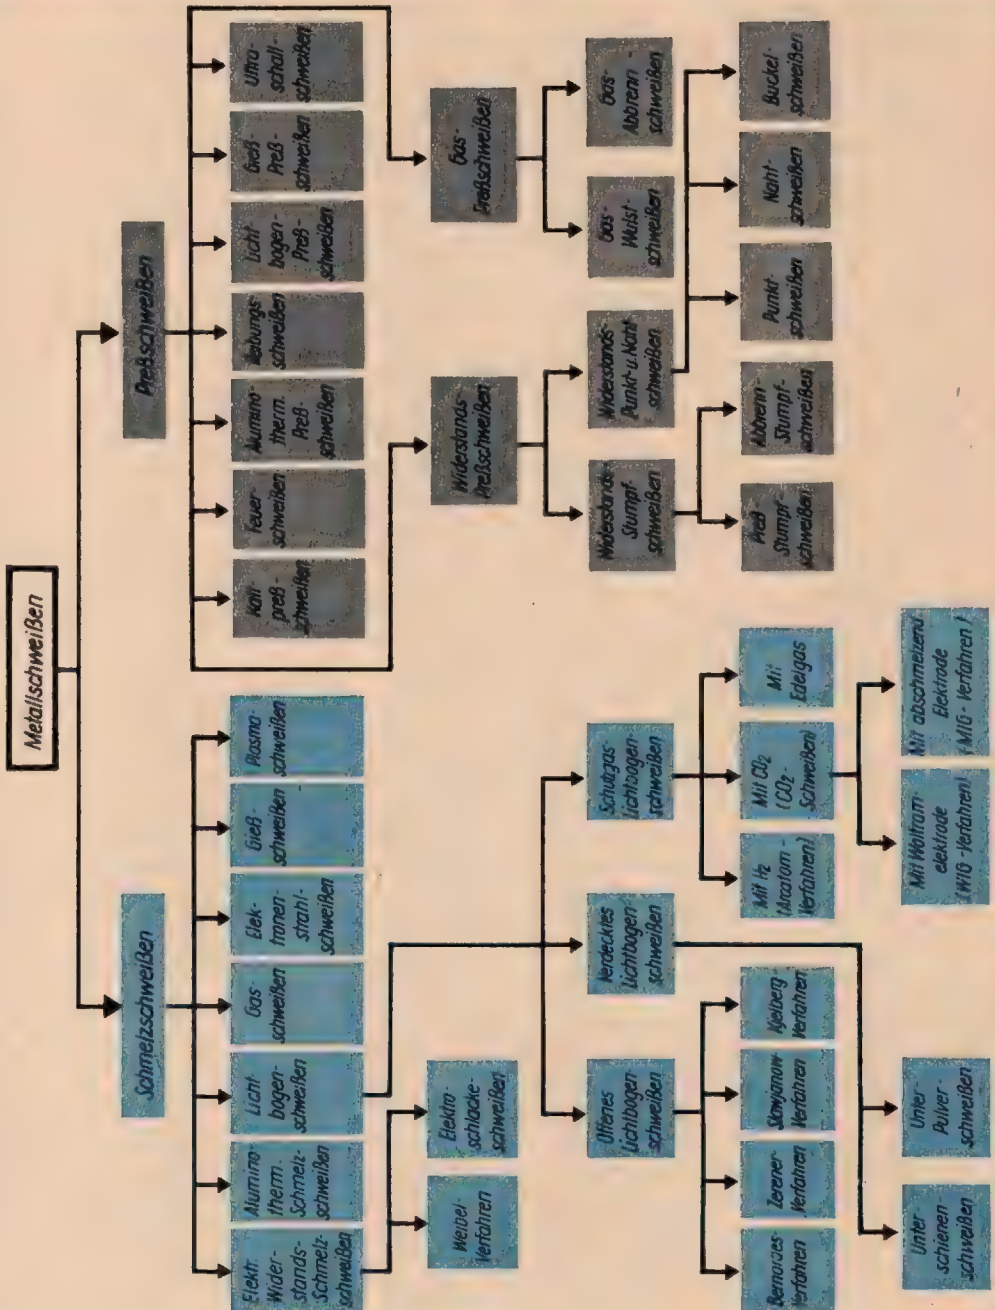 Metallschweißen
Schmelzschweißen
Preßschweißen
Elektr.
Wider-
stands-
Schmelz-
schweißen
Alumino-
therm.
Schmelz-
schweißen
Licht
bogen-
schweißen
Gas-
schweißen
Elek-
tronen-
strahl
schweißen
Gieß
schweißen
Plasma-
schweißen
Kalt
preß-
schweißen
Feuer-
schweißen
Alumino
therm.
Preß-
schweißen
Reibungs-
schweißen
Licht
bogen-
Preß-
schweißen
Gieß
Preß-
schweißen
Ultra-
schall
schweißen
Weibel
Verfahren
Elektro-
schlacke-
schweißen
Widerstands-
Preßschweißen
Gas-
Preßschweißen
Offenes
Lichtbogen
schweißen
Verdecktes
Lichtbogen
schweißen
Schutzgas
Lichtbogen
schweißen
Widerstands
Stumpf
schweißen
Widerstands
Punkt- u. Naht
schweißen
Gas-
Wulst-
schweißen
Gas-
Abbrenn-
schweißen
Bernardes-
Verfahren
Zerener-
Verfahren
Slawjanow-
Verfahren
Kjelberg-
Verfahren
Mit H2
(Arcatom-
Verfahren)
Mit CO2
(CO2-
Schweißen)
Mit
Edelgas
Preß-
Stumpf-
schweißen
Abbrenn-
Stumpf-
schweißen
Punkt-
schweißen
Naht-
schweißen
Buckel-
schweißen
Unter-
schienen
schweißen
Unter-
Pulver
schweißen
Mit Wolfram-
elektrode
(WIG-Verfahren)
Mit abschmelzend
Elektrode
(MIG-Verfahren)